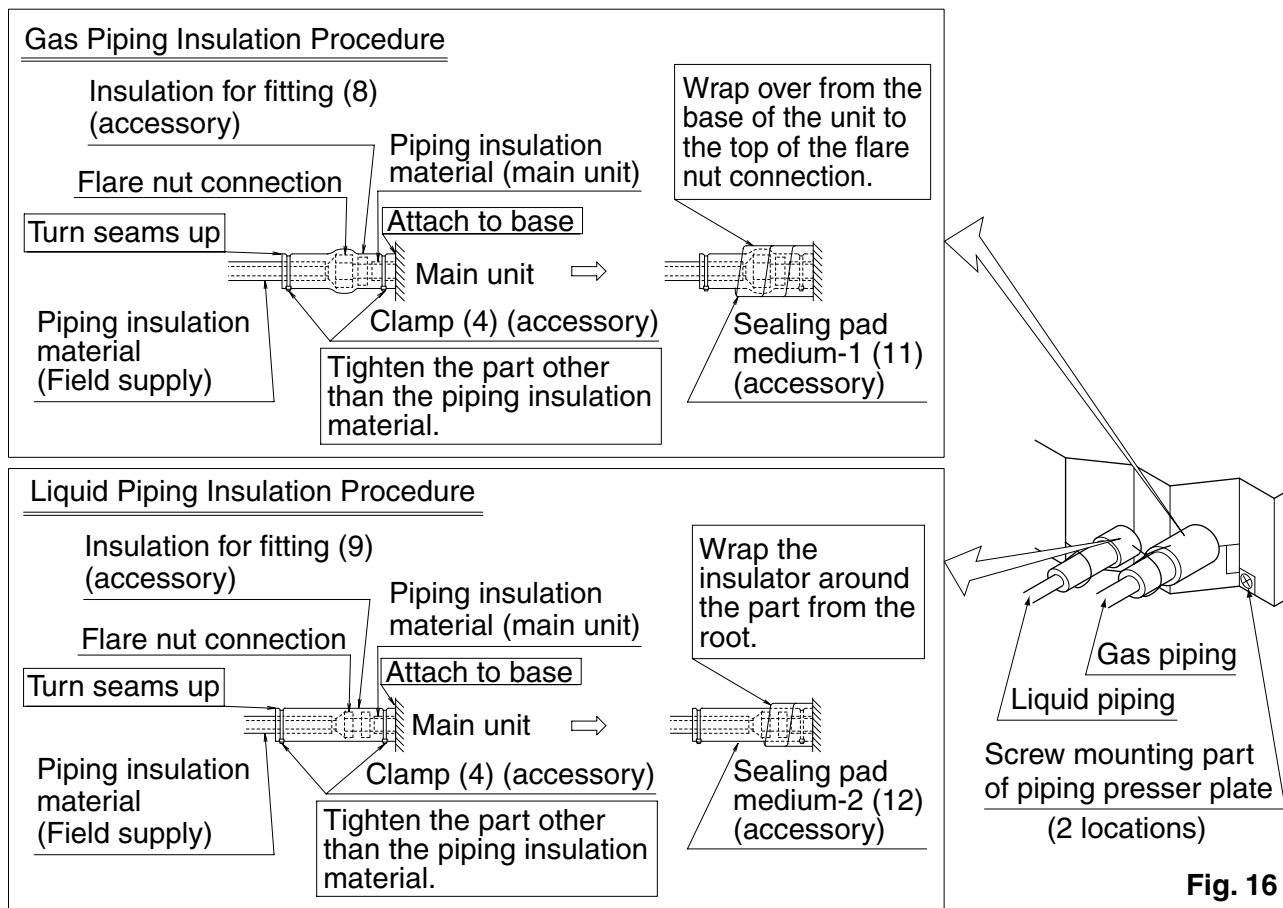 Gas Piping Insulation Procedure
Insulation for fitting (8)
(accessory)
Piping insulation
material (main unit)
Flare nut connection
Turn seams up
Attach to base
Main unit
Piping insulation
material
(Field supply)
Clamp (4) (accessory)
Tighten the part other
than the piping insulation
material.
Wrap over from the
base of the unit to
the top of the flare
nut connection.
Sealing pad
medium-1 (11)
(accessory)
Liquid Piping Insulation Procedure
Insulation for fitting (9)
(accessory)
Piping insulation
material (main unit)
Flare nut connection
Turn seams up
Attach to base
Main unit
Piping insulation
material
(Field supply)
Clamp (4) (accessory)
Tighten the part other
than the piping insulation
material.
Wrap the
insulator around
the part from the
root.
Sealing pad
medium-2 (12)
(accessory)
Gas piping
Liquid piping
Screw mounting part
of piping presser plate
(2 locations)
Fig. 16